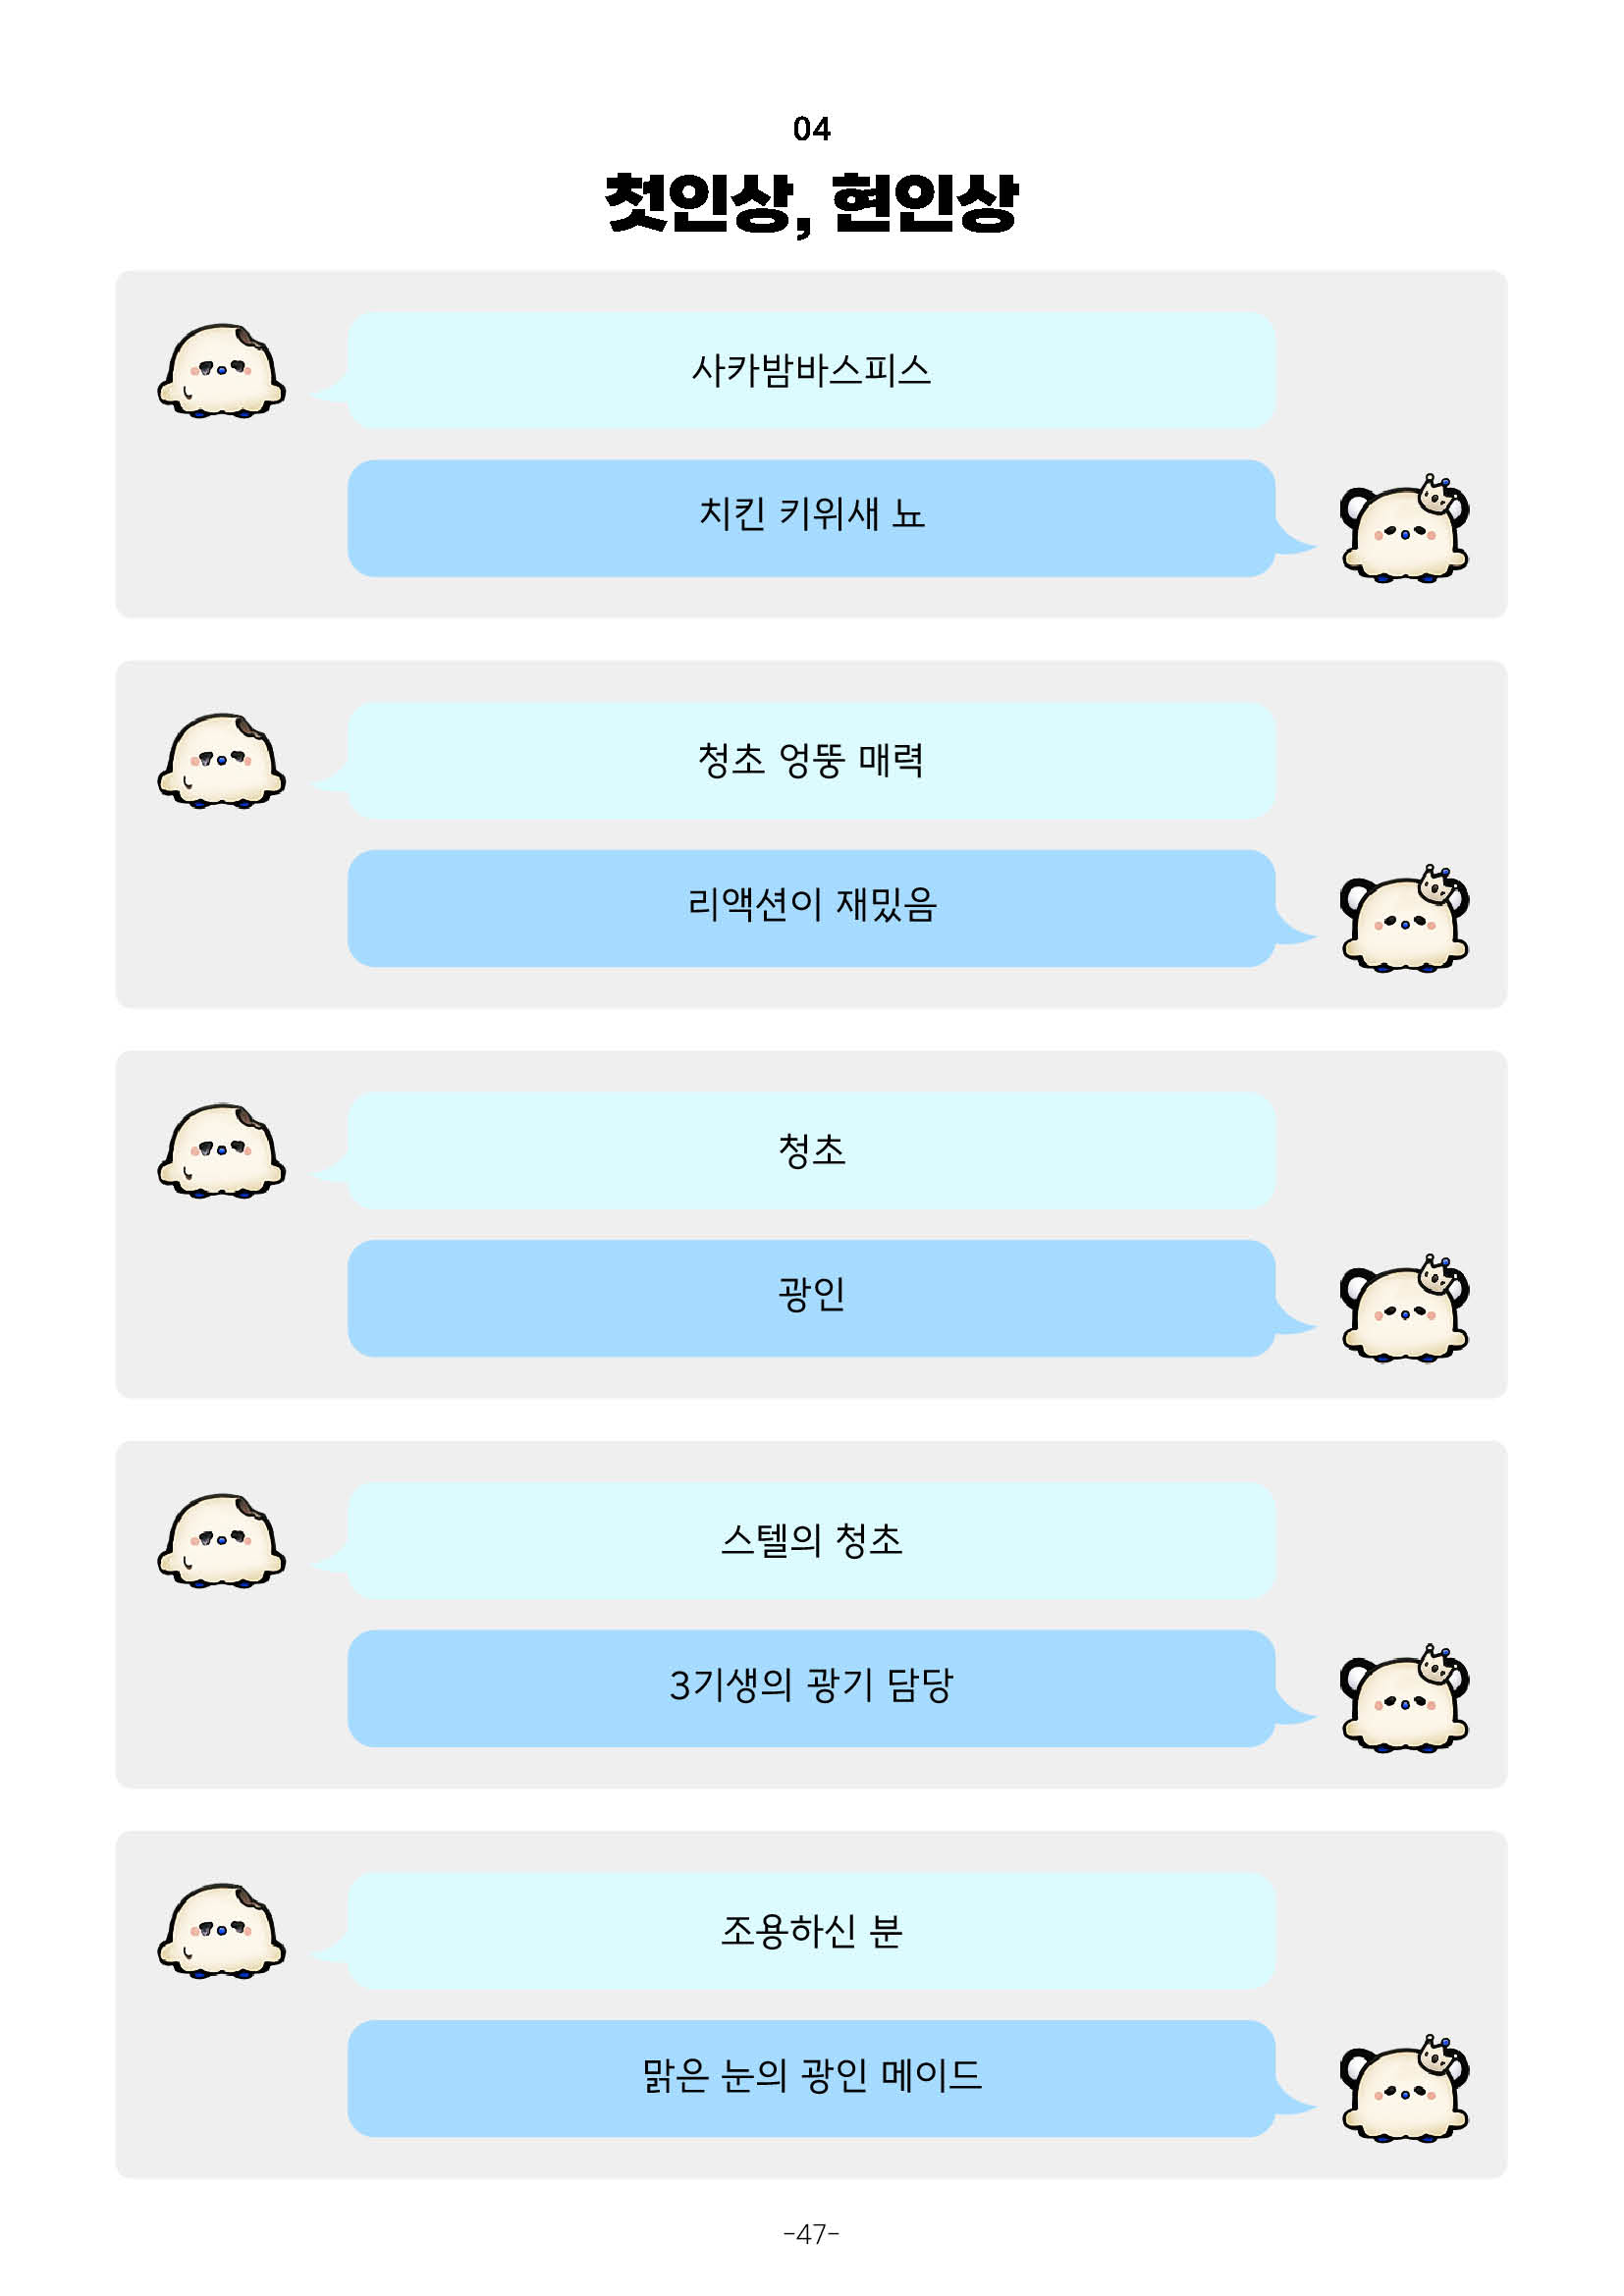 04
첫인상, 현인상
사카밤바스피스
치킨 키위새 뇨
청초 엉뚱 매력
리액션이 재밌음
청초
광인
스텔의 청초
3기생의 광기 담당
조용하신 분
맑은 눈의 광인 메이드
-47-